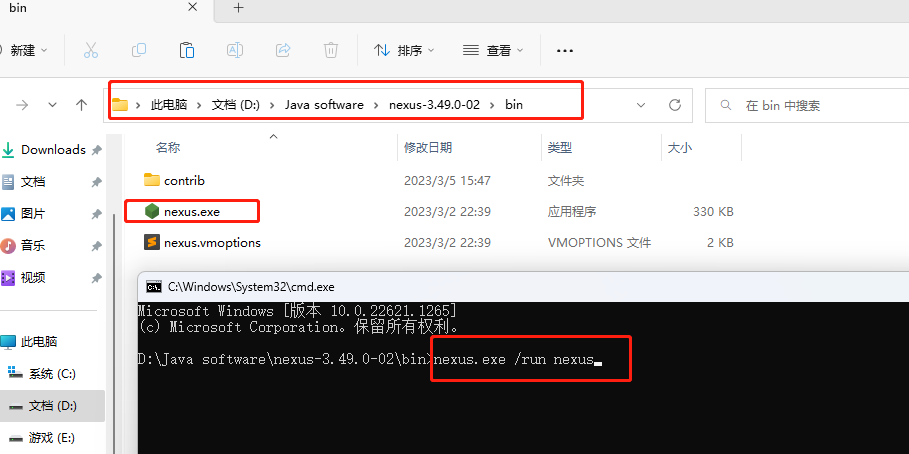 bin
新建
排序
查看
此电脑 文档 (D:) Java software nexus-3.49.0-02 bin
在 bin 中搜索
名称 修改日期 类型 大小
contrib 2023/3/5 15:47 文件夹
nexus.exe 2023/3/2 22:39 应用程序 330 KB
nexus.vmoptions 2023/3/2 22:39 VMOPTIONS 文件 2 KB
Downloads
文档
图片
音乐
视频
此电脑
系统 (C:)
文档 (D:)
游戏 (E:)
C:\Windows\System32\cmd.exe
Microsoft Windows [版本 10.0.22621.1265]
(c) Microsoft Corporation。保留所有权利。
D:\Java software\nexus-3.49.0-02\bin>nexus.exe /run nexus